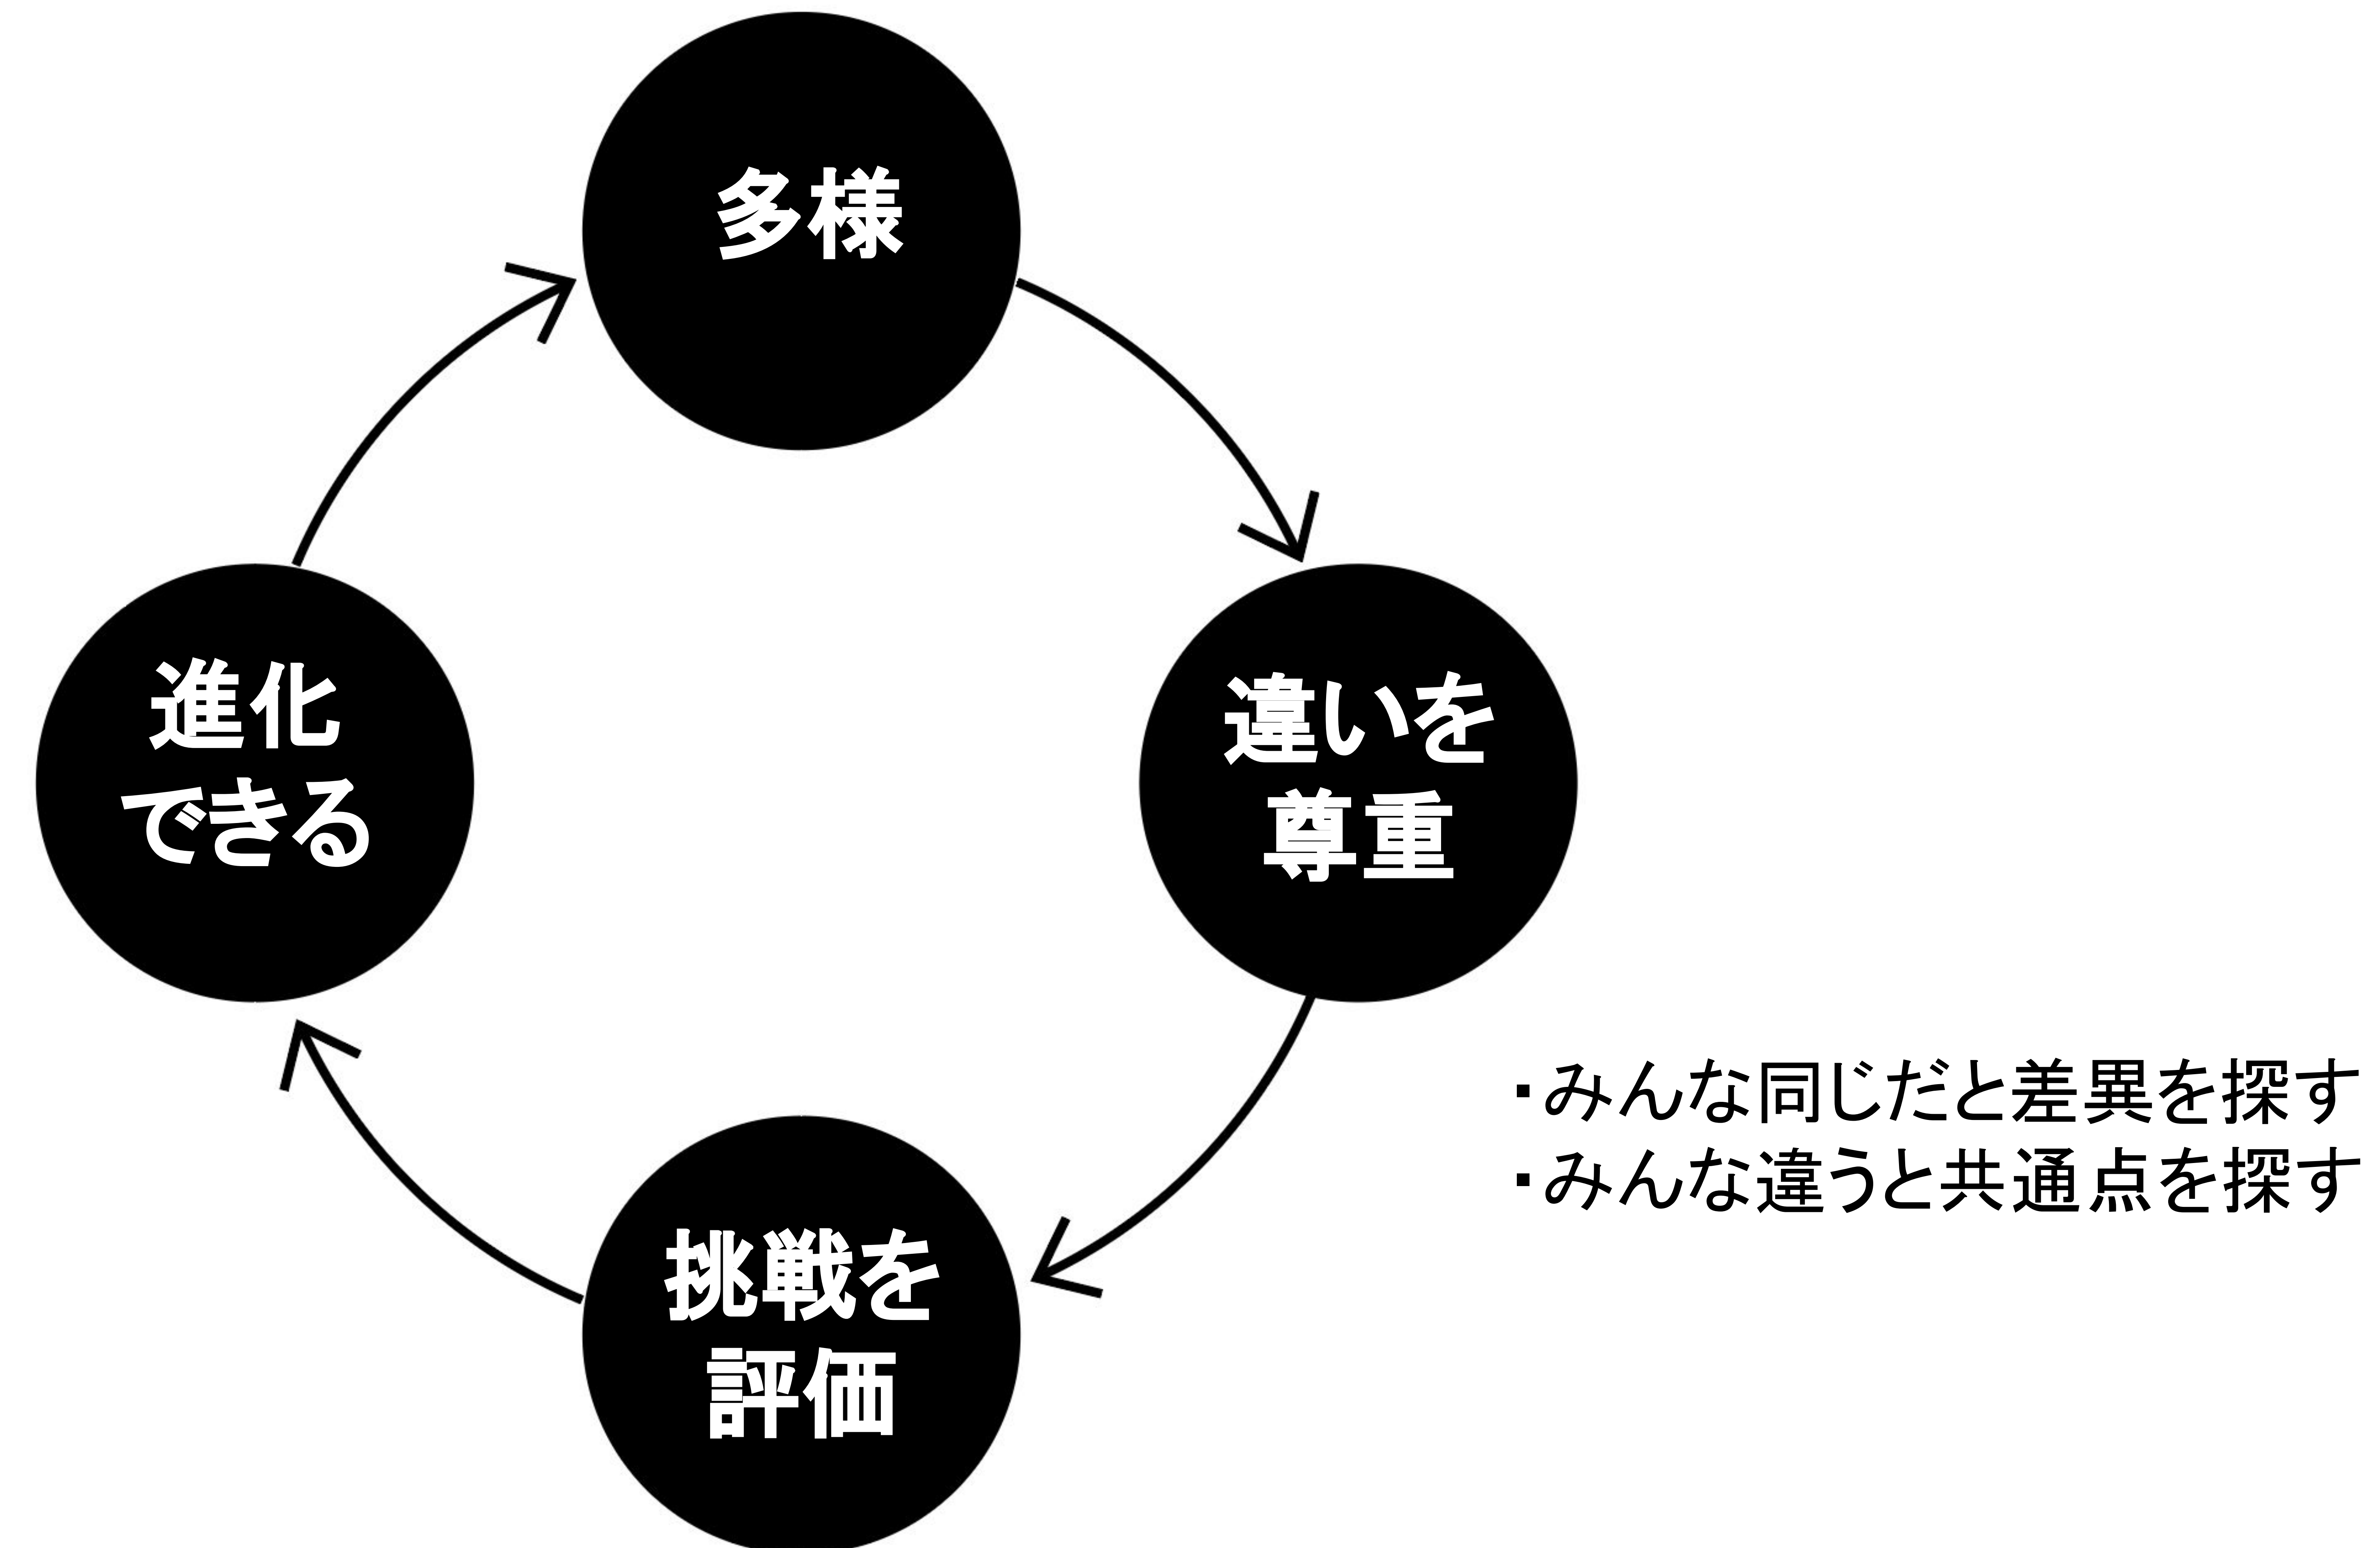 多様
違いを
尊重
・みんな同じだと差異を探す
・みんな違うと共通点を探す
挑戦を
評価
進化
できる